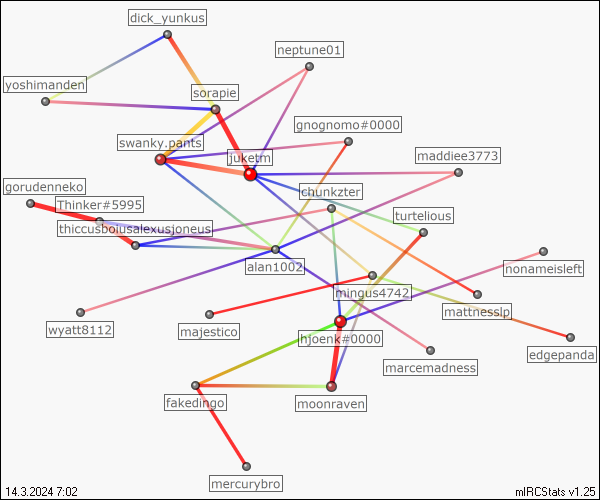 dick_yunkus
neptune01
yoshimanden
sorapie
gnognomo#0000
swanky.pants
juketm
maddiee3773
gorudenneko
chunkzter
Thinker#5995
turtelious
thiccusboiusalexusjoneus
alan1002
nonameisleft
mingus4742
mattnesslp
wyatt8112
majestico
hjoenk#0000
edgepanda
marcemadness
fakedingo
moonraven
mercurybro
14.3.2024 7:02
mIRCStats v1.25